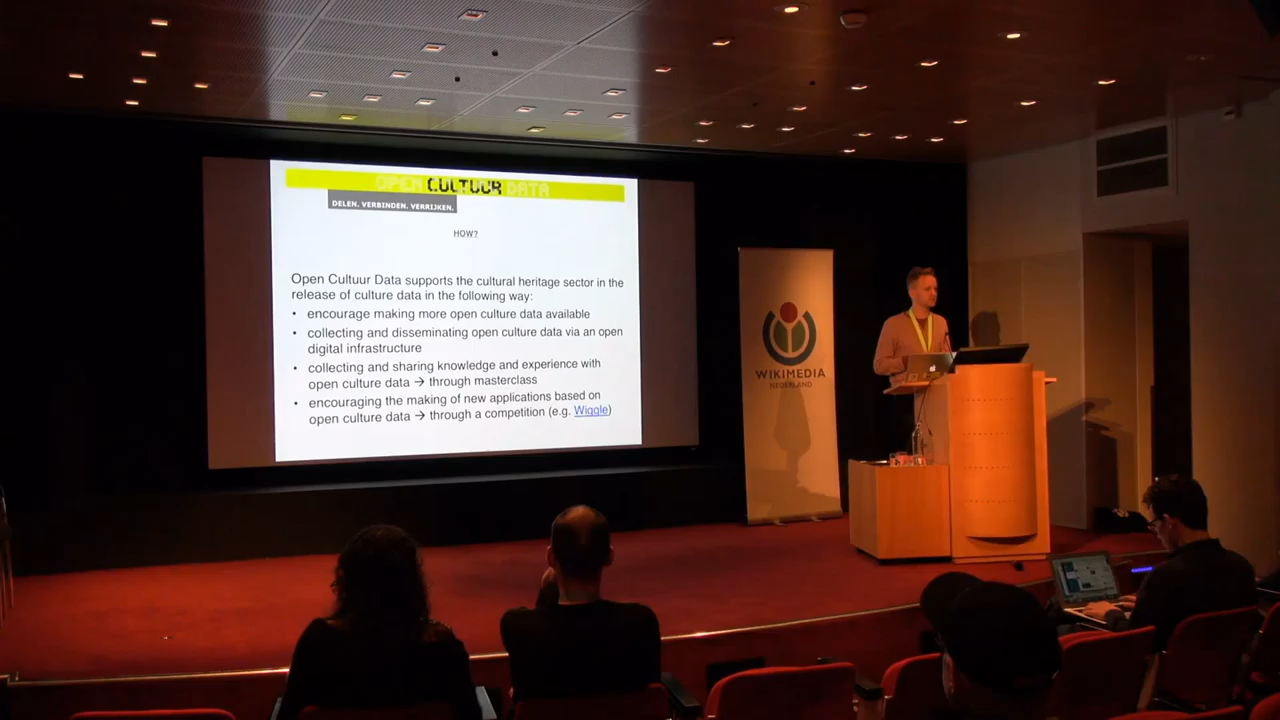 OPEN CULTUUR DATA
DELEN. VERBINDEN. VERRIJKEN.
HOW?
Open Cultuur Data supports the cultural heritage sector in the
release of culture data in the following way:
• encourage making more open culture data available
• collecting and disseminating open culture data via an open
digital infrastructure
• collecting and sharing knowledge and experience with
open culture data → through masterclass
• encouraging the making of new applications based on
open culture data → through a competition (e.g. Wiggle)
WIKIMEDIA
NEDERLAND